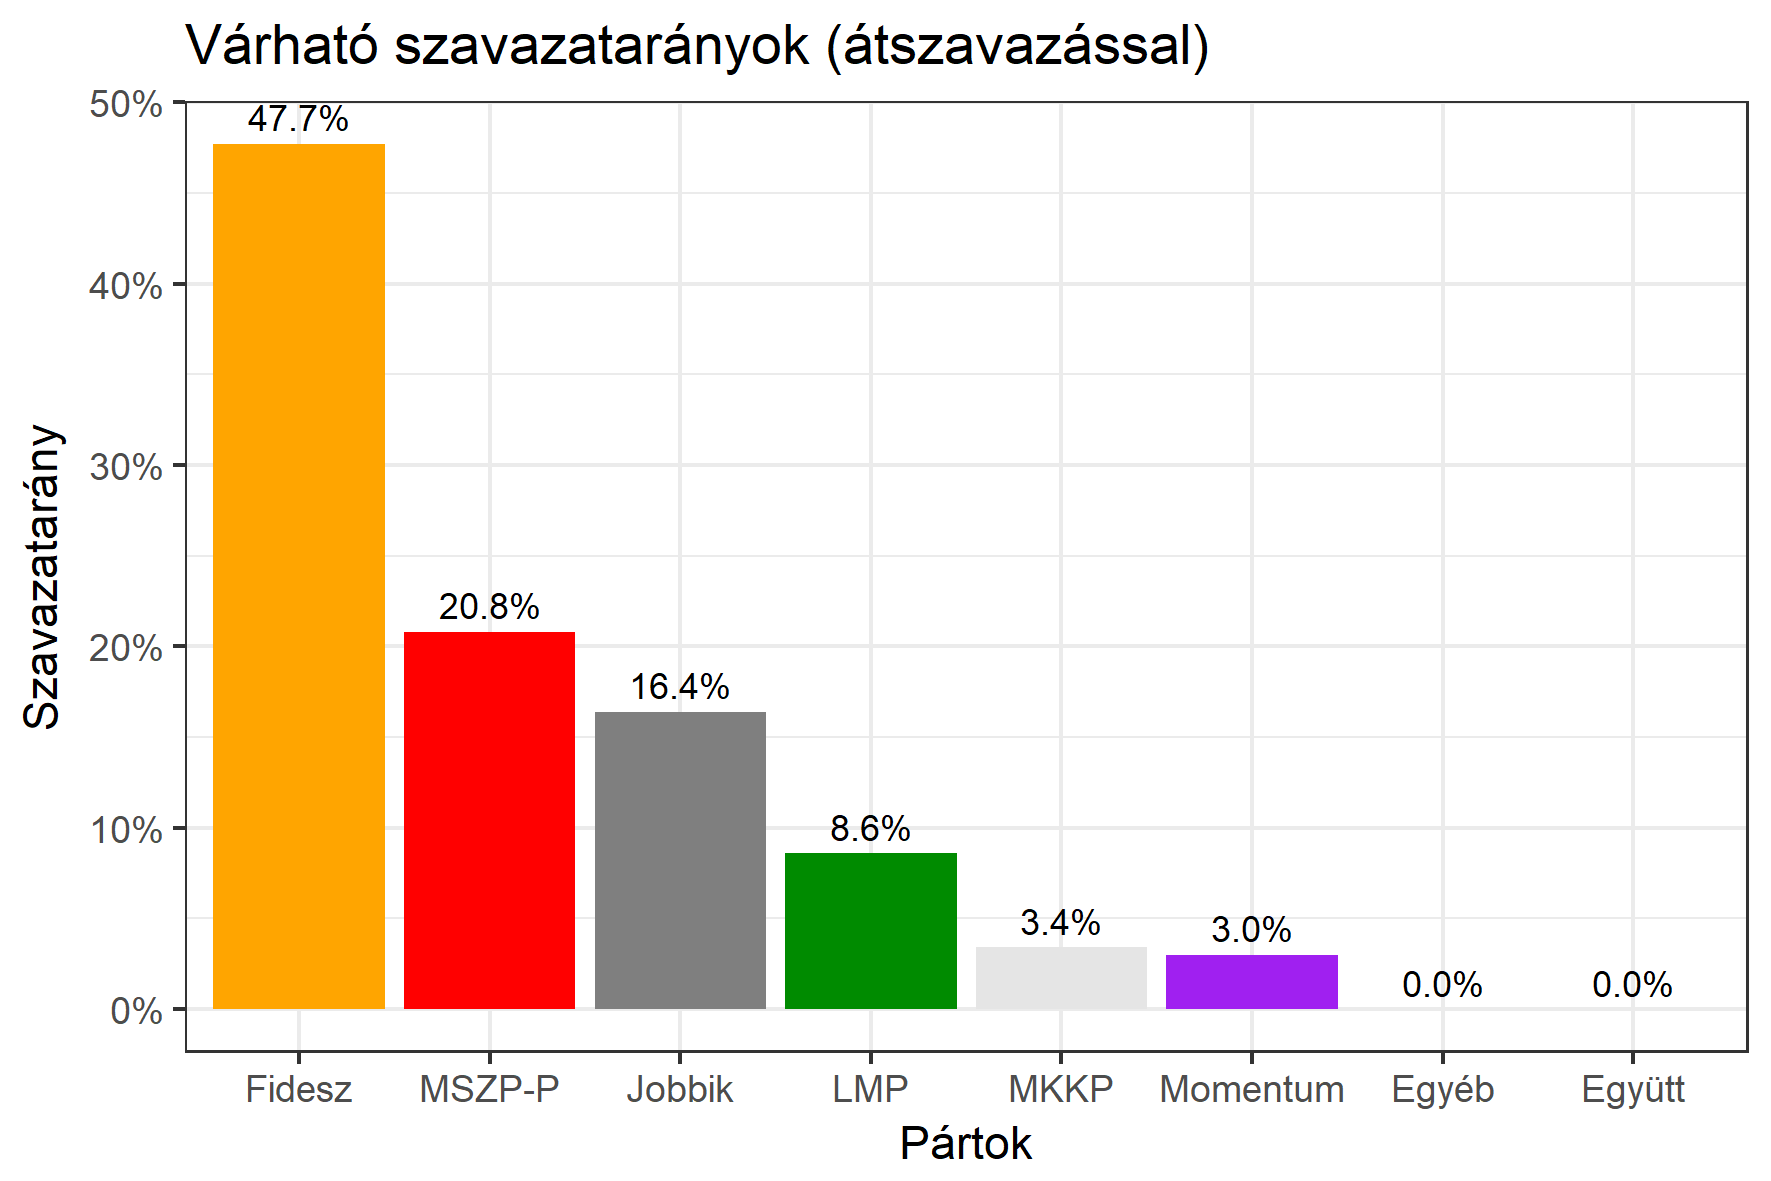 Várható szavazatarányok (átszavazással)
50%
40%
30%
20%
10%
0%
Szavazatarány
47.7%
20.8%
16.4%
8.6%
3.4%
3.0%
0.0%
0.0%
Fidesz
MSZP-P
Jobbik
LMP
MKKP
Momentum
Egyéb
Együtt
Pártok